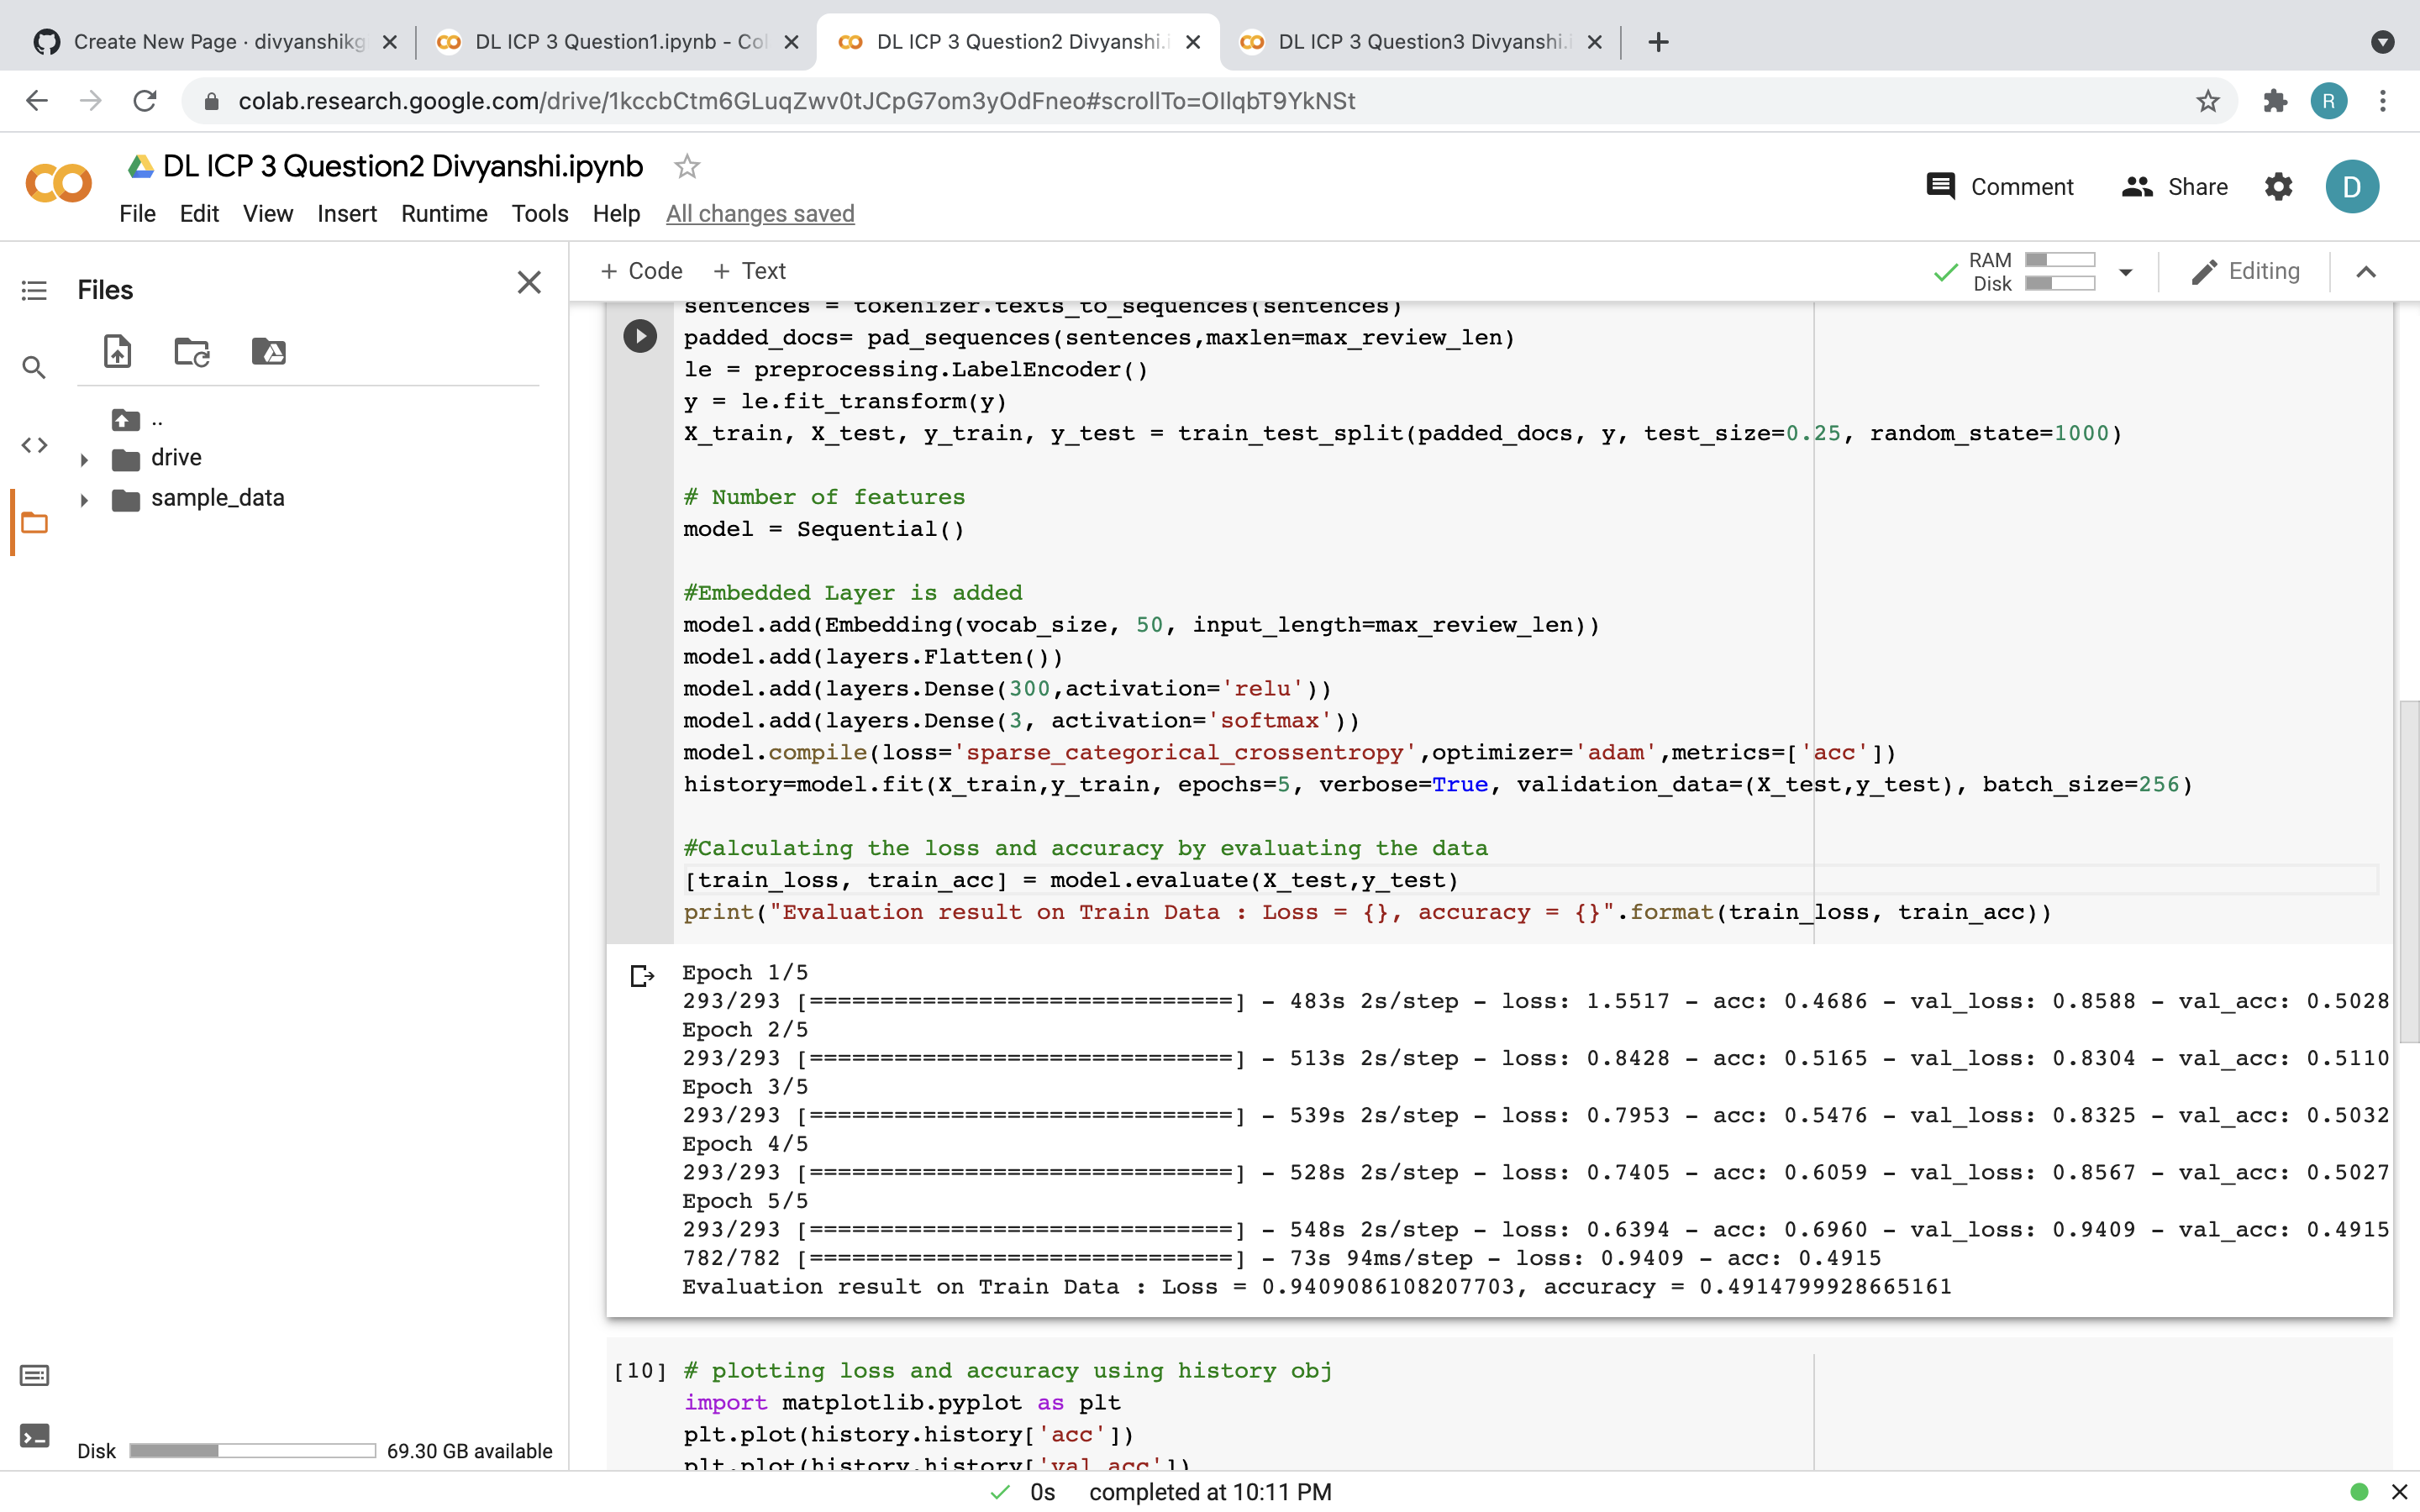 Create New Page · divyanshikg
DL ICP 3 Question1.ipynb - Col
DL ICP 3 Question2 Divyanshi.i
DL ICP 3 Question3 Divyanshi.i
colab.research.google.com/drive/1kccbCtm6GLuqZwv0tJCpG7om3yOdFneo#scrollTo=OIlqbT9YkNSt
R
DL ICP 3 Question2 Divyanshi.ipynb
File Edit View Insert Runtime Tools Help All changes saved
Comment
Share
D
Files
+ Code + Text
RAM
Disk
Editing
..
drive
sample_data
sentences = tokenizer.texts_to_sequences(sentences)
padded_docs= pad_sequences(sentences,maxlen=max_review_len)
le = preprocessing.LabelEncoder()
y = le.fit_transform(y)
X_train, X_test, y_train, y_test = train_test_split(padded_docs, y, test_size=0.25, random_state=1000)
# Number of features
model = Sequential()
#Embedded Layer is added
model.add(Embedding(vocab_size, 50, input_length=max_review_len))
model.add(layers.Flatten())
model.add(layers.Dense(300,activation='relu'))
model.add(layers.Dense(3, activation='softmax'))
model.compile(loss='sparse_categorical_crossentropy',optimizer='adam',metrics=['acc'])
history=model.fit(X_train,y_train, epochs=5, verbose=True, validation_data=(X_test,y_test), batch_size=256)
#Calculating the loss and accuracy by evaluating the data
[train_loss, train_acc] = model.evaluate(X_test,y_test)
print("Evaluation result on Train Data : Loss = {}, accuracy = {}".format(train_loss, train_acc))
Epoch 1/5
293/293 [==============================] - 483s 2s/step - loss: 1.5517 - acc: 0.4686 - val_loss: 0.8588 - val_acc: 0.5028
Epoch 2/5
293/293 [==============================] - 513s 2s/step - loss: 0.8428 - acc: 0.5165 - val_loss: 0.8304 - val_acc: 0.5110
Epoch 3/5
293/293 [==============================] - 539s 2s/step - loss: 0.7953 - acc: 0.5476 - val_loss: 0.8325 - val_acc: 0.5032
Epoch 4/5
293/293 [==============================] - 528s 2s/step - loss: 0.7405 - acc: 0.6059 - val_loss: 0.8567 - val_acc: 0.5027
Epoch 5/5
293/293 [==============================] - 548s 2s/step - loss: 0.6394 - acc: 0.6960 - val_loss: 0.9409 - val_acc: 0.4915
782/782 [==============================] - 73s 94ms/step - loss: 0.9409 - acc: 0.4915
Evaluation result on Train Data : Loss = 0.9409086108207703, accuracy = 0.4914799928665161
[10] # plotting loss and accuracy using history obj
import matplotlib.pyplot as plt
plt.plot(history.history['acc'])
plt.plot(history.history['val_acc'])
Disk
69.30 GB available
0s completed at 10:11 PM